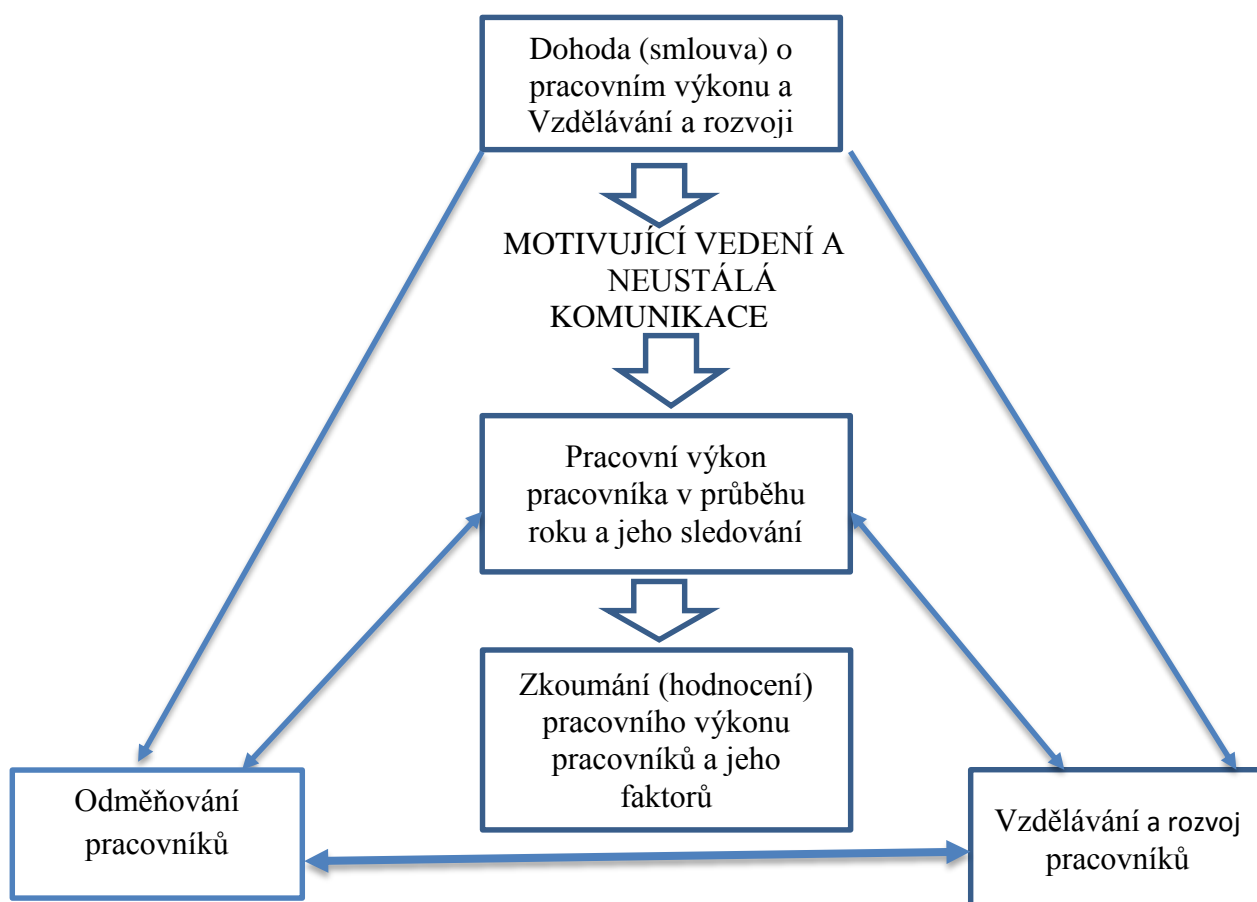 Dohoda (smlouva) o
pracovním výkonu a
Vzdělávání a rozvoji
MOTIVUJÍCÍ VEDENÍ A
NEUSTÁLÁ
KOMUNIKACE
Pracovní výkon
pracovníka v průběhu
roku a jeho sledování
Zkoumání (hodnocení)
pracovního výkonu
pracovníků a jeho
faktorů
Odměňování
pracovníků
Vzdělávání a rozvoj
pracovníků